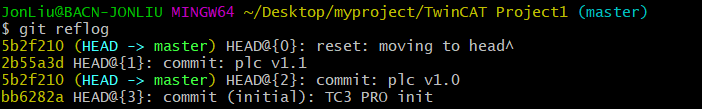 JonLiu@BACN-JONLIU MINGW64 ~/Desktop/myproject/TwinCAT Project1 (master)
$ git reflog
5b2f210 (HEAD -> master) HEAD@{0}: reset: moving to head^
2b55a3d HEAD@{1}: commit: plc v1.1
5b2f210 (HEAD -> master) HEAD@{2}: commit: plc v1.0
bb6282a HEAD@{3}: commit (initial): TC3 PRO init